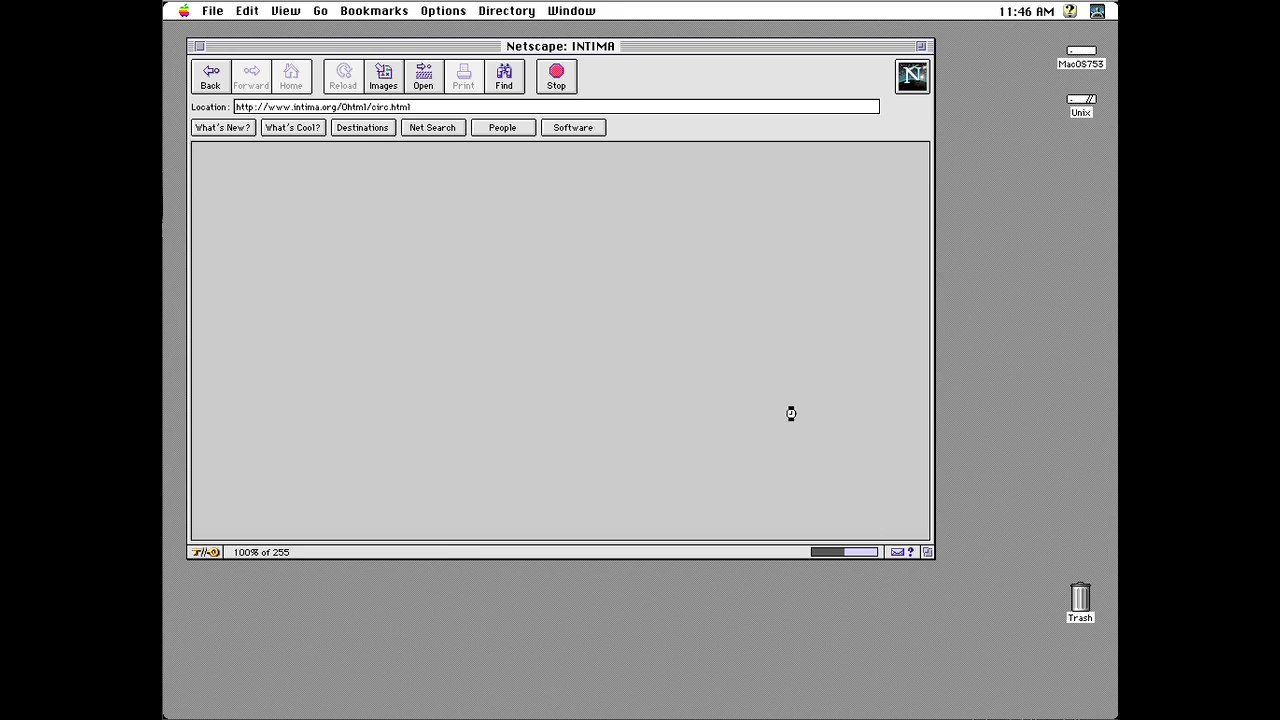 File Edit View Go Bookmarks Options Directory Window 11:46 AM
Netscape: INTIMA
MacOS753
Back Forward Home Reload Images Open Print Find Stop
N
Location: http://www.intima.org/0html/circ.html
Unix
What's New? What's Cool? Destinations Net Search People Software
100% of 255
Trash